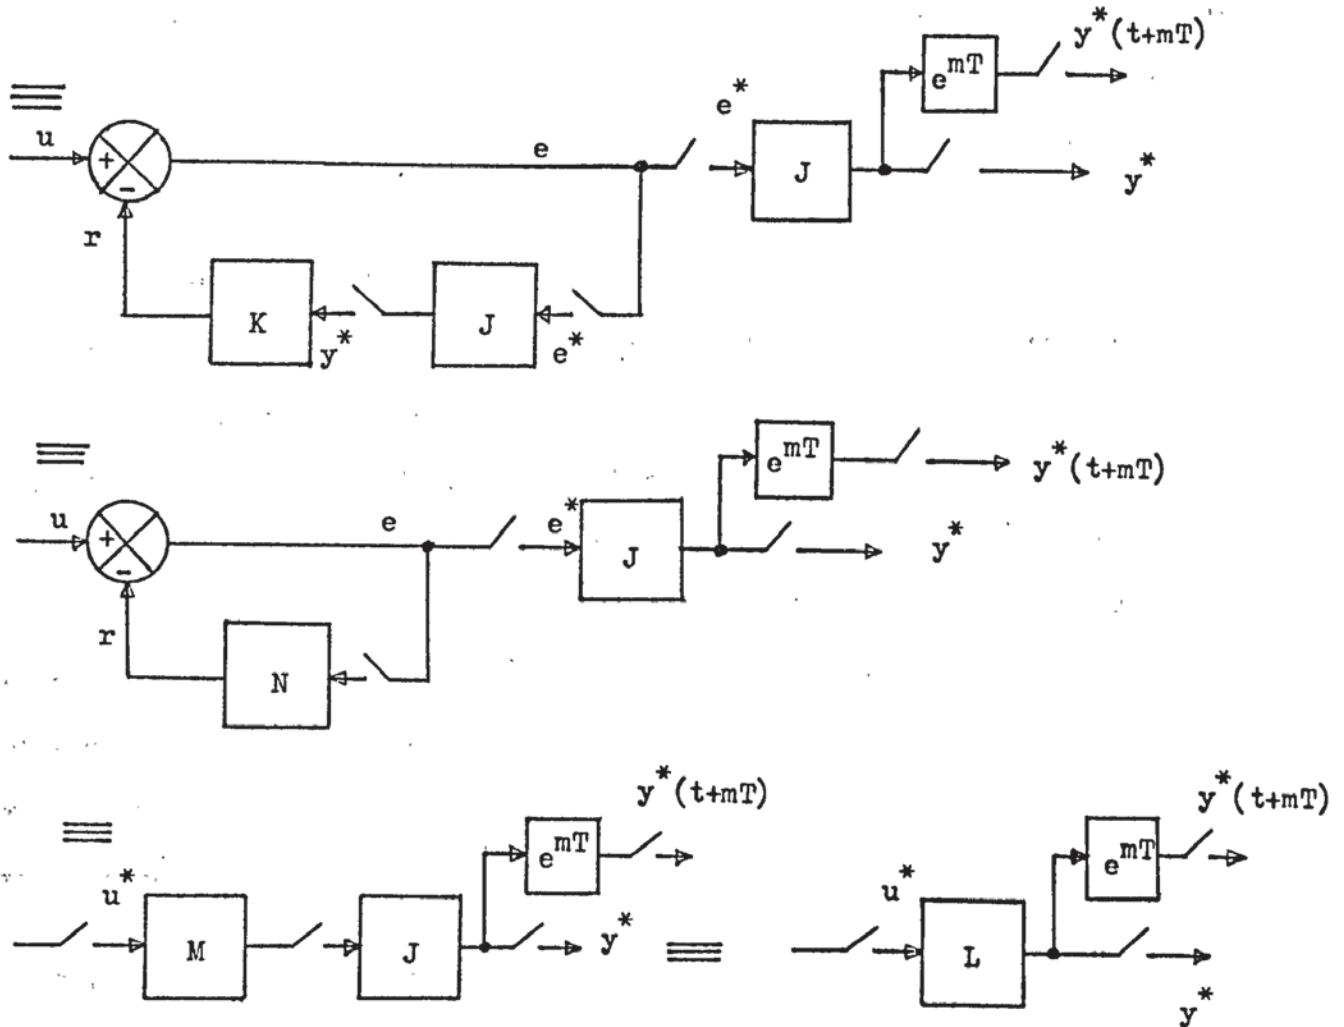 y*(t+mT)
e^mT
e*
u
+
-
e
J
y*
r
K
y*
J
e*
e^mT
y*(t+mT)
u
+
-
e
e*
J
y*
r
N
y*(t+mT)
e^mT
u*
M
J
y*
y*(t+mT)
e^mT
u*
L
y*